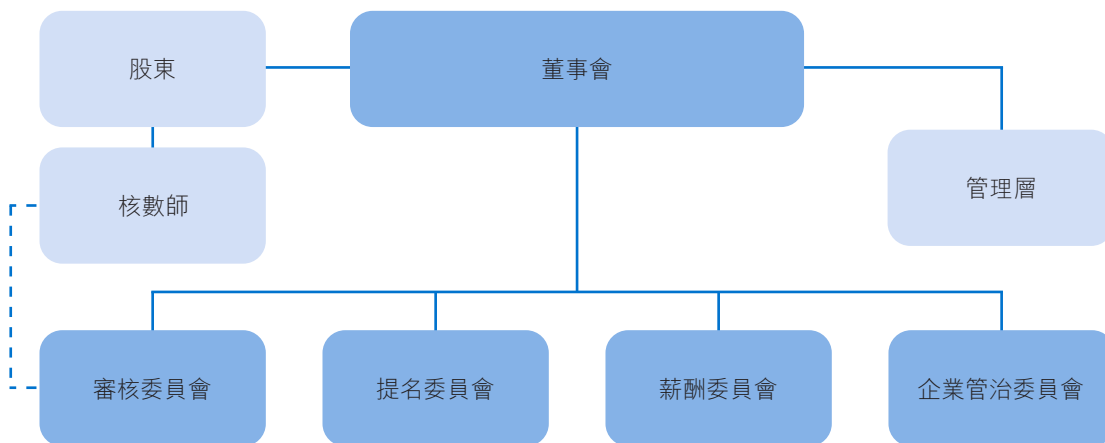 股東
董事會
核數師
管理層
審核委員會
提名委員會
薪酬委員會
企業管治委員會